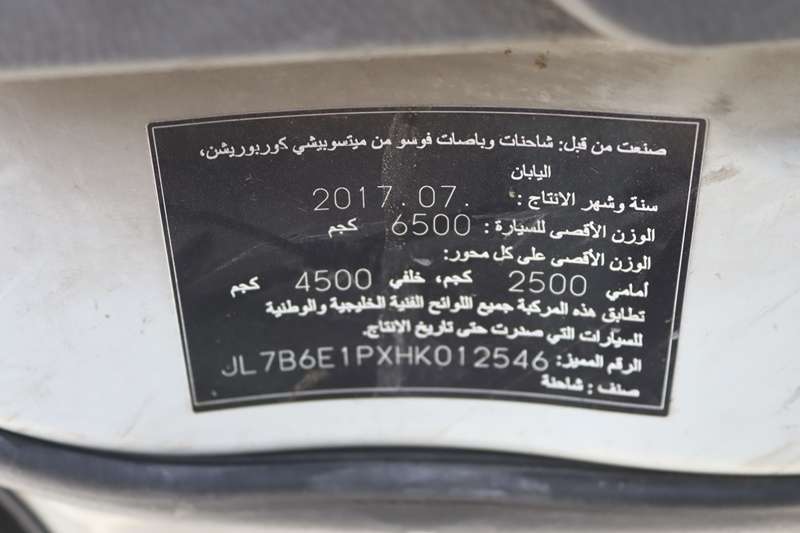 صنعت من قبل: شاحنات وباصات فوسو من ميتسوبيشي كوربوريشن،
اليابان
سنة وشهر الانتاج : 2017.07.
الوزن الأقصى للسيارة : 6500 كجم
الوزن الأقصى على كل محور:
أمامي 2500 كجم، خلفي 4500 كجم
تطابق هذه المركبة جميع اللوائح الفنية الخليجية والوطنية
للسيارات التي صدرت حتى تاريخ الانتاج.
الرقم المميز: JL7B6E1PXHK012546
صنف : شاحنة